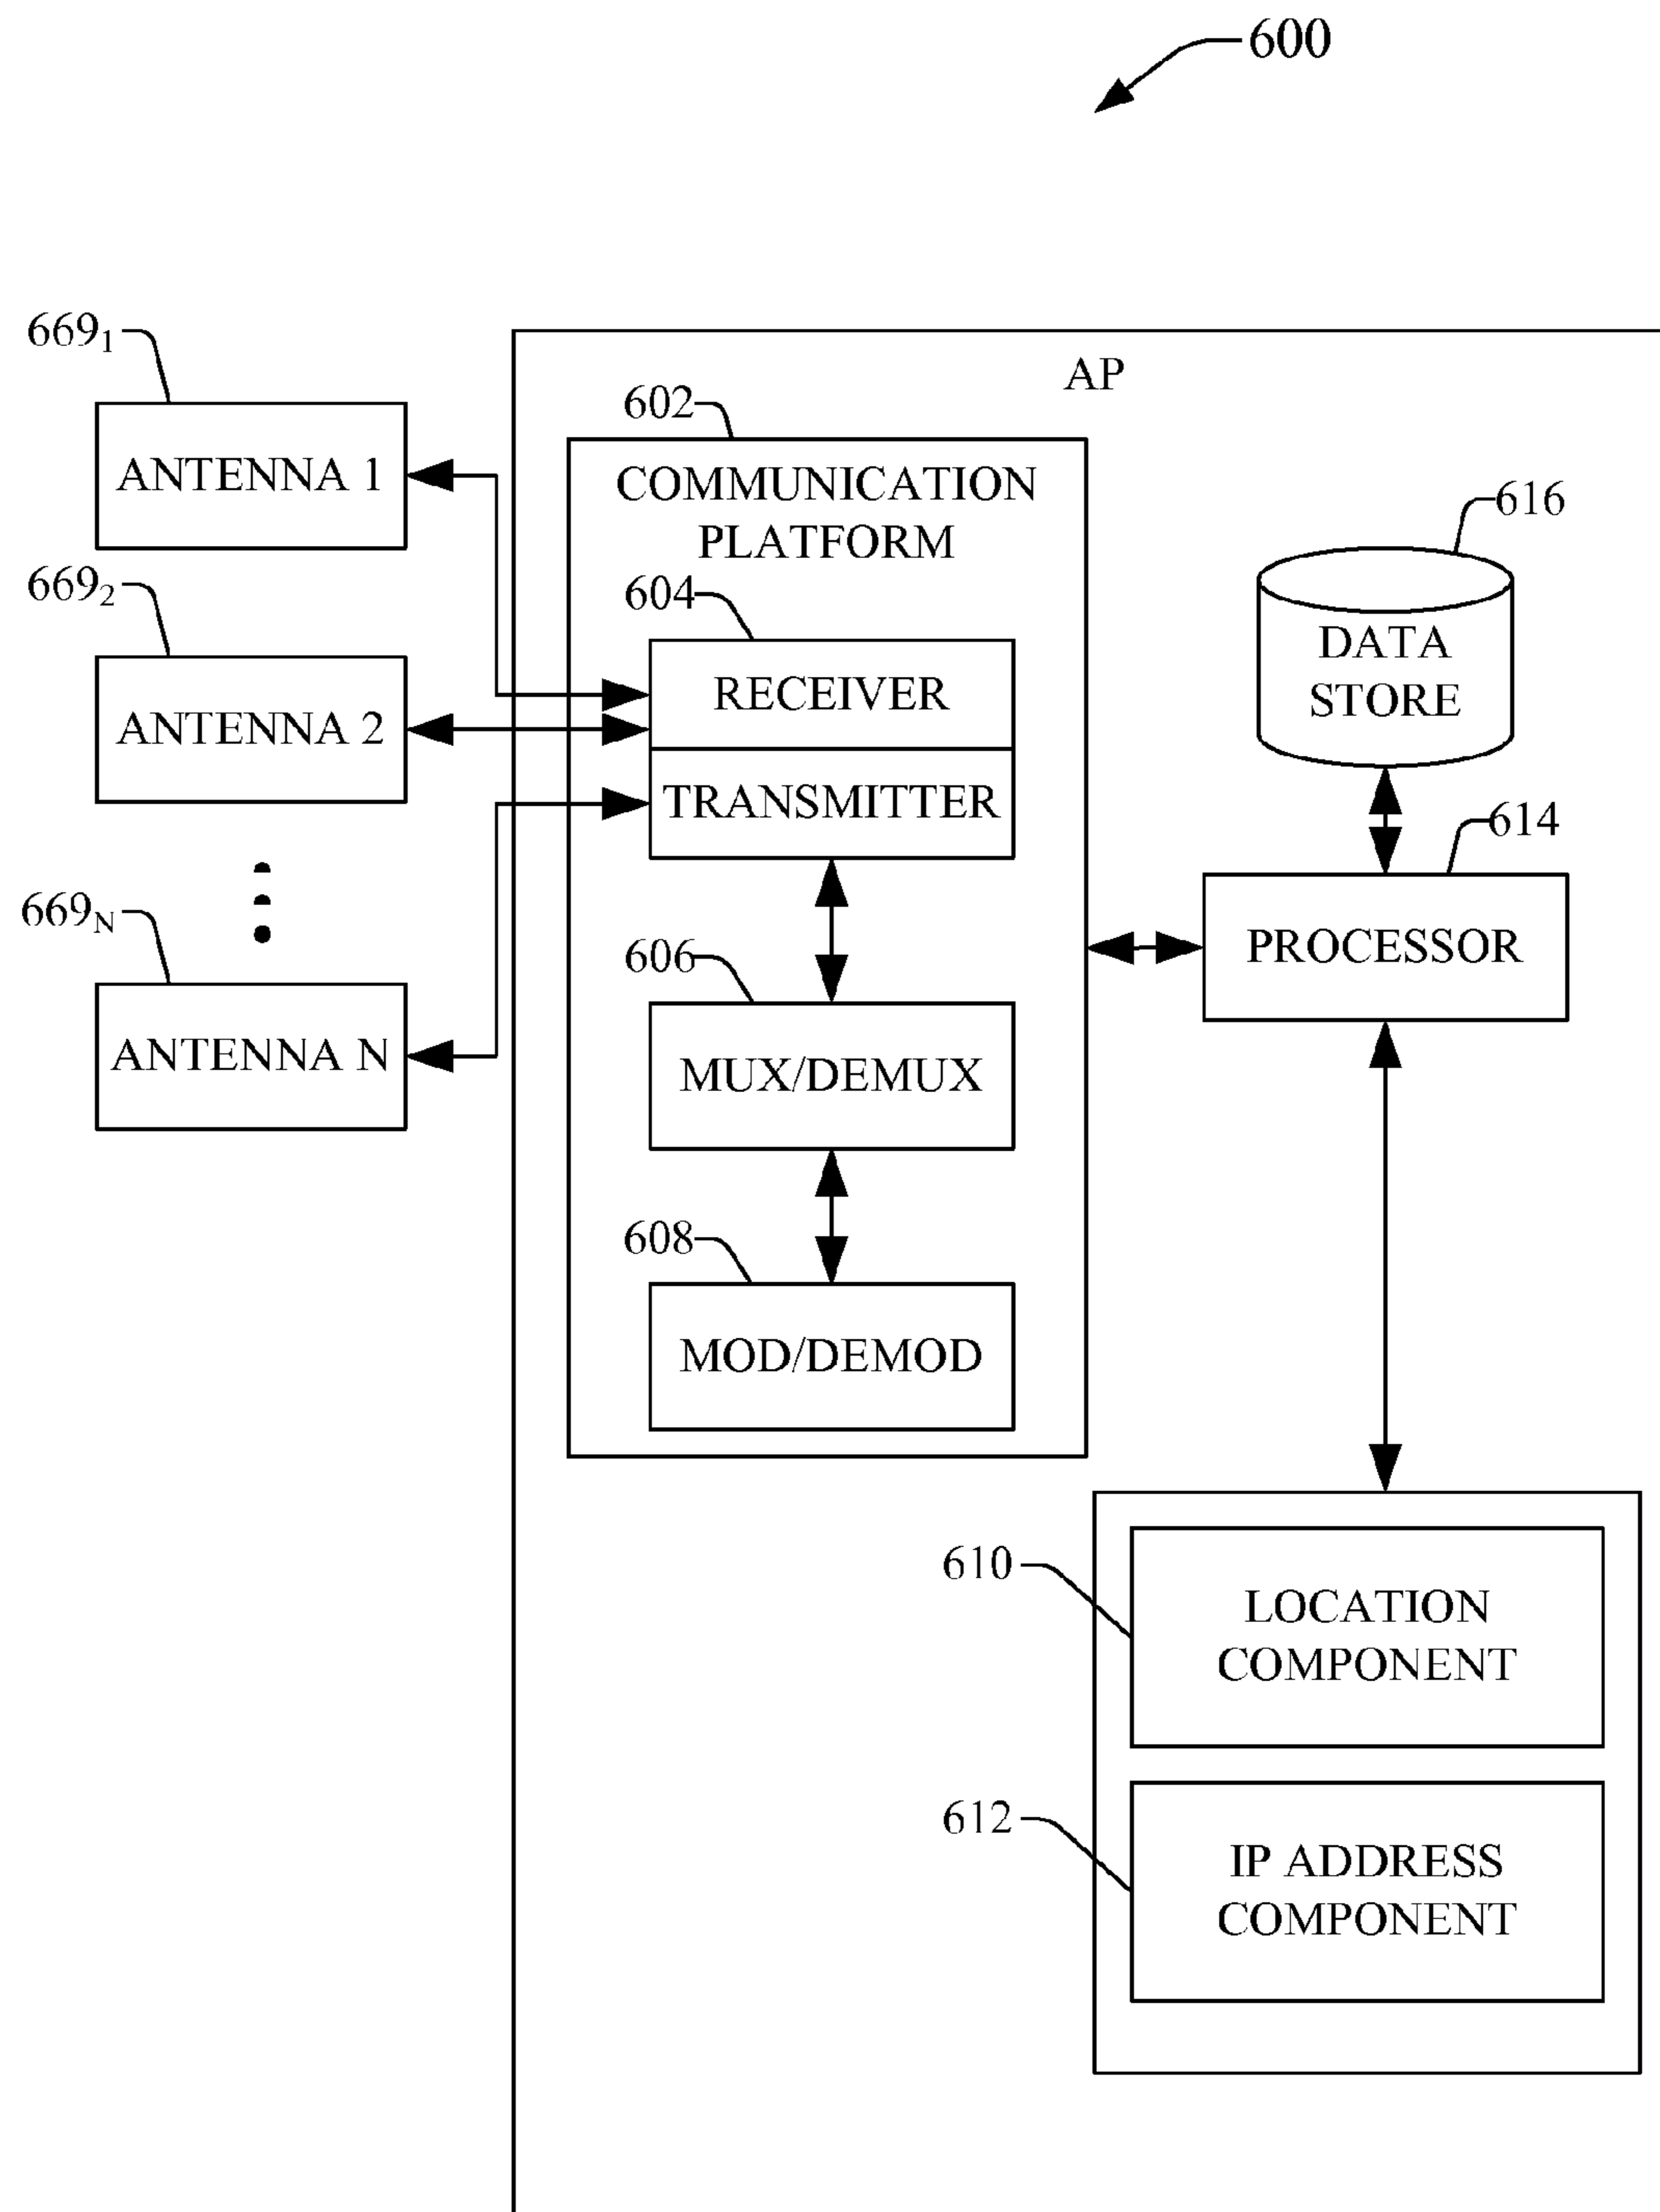 600
669₁
AP
602
ANTENNA 1
COMMUNICATION
PLATFORM
616
669₂
604
DATA
STORE
RECEIVER
ANTENNA 2
TRANSMITTER
614
669N
606
PROCESSOR
ANTENNA N
MUX/DEMUX
608
MOD/DEMOD
610
LOCATION
COMPONENT
612
IP ADDRESS
COMPONENT